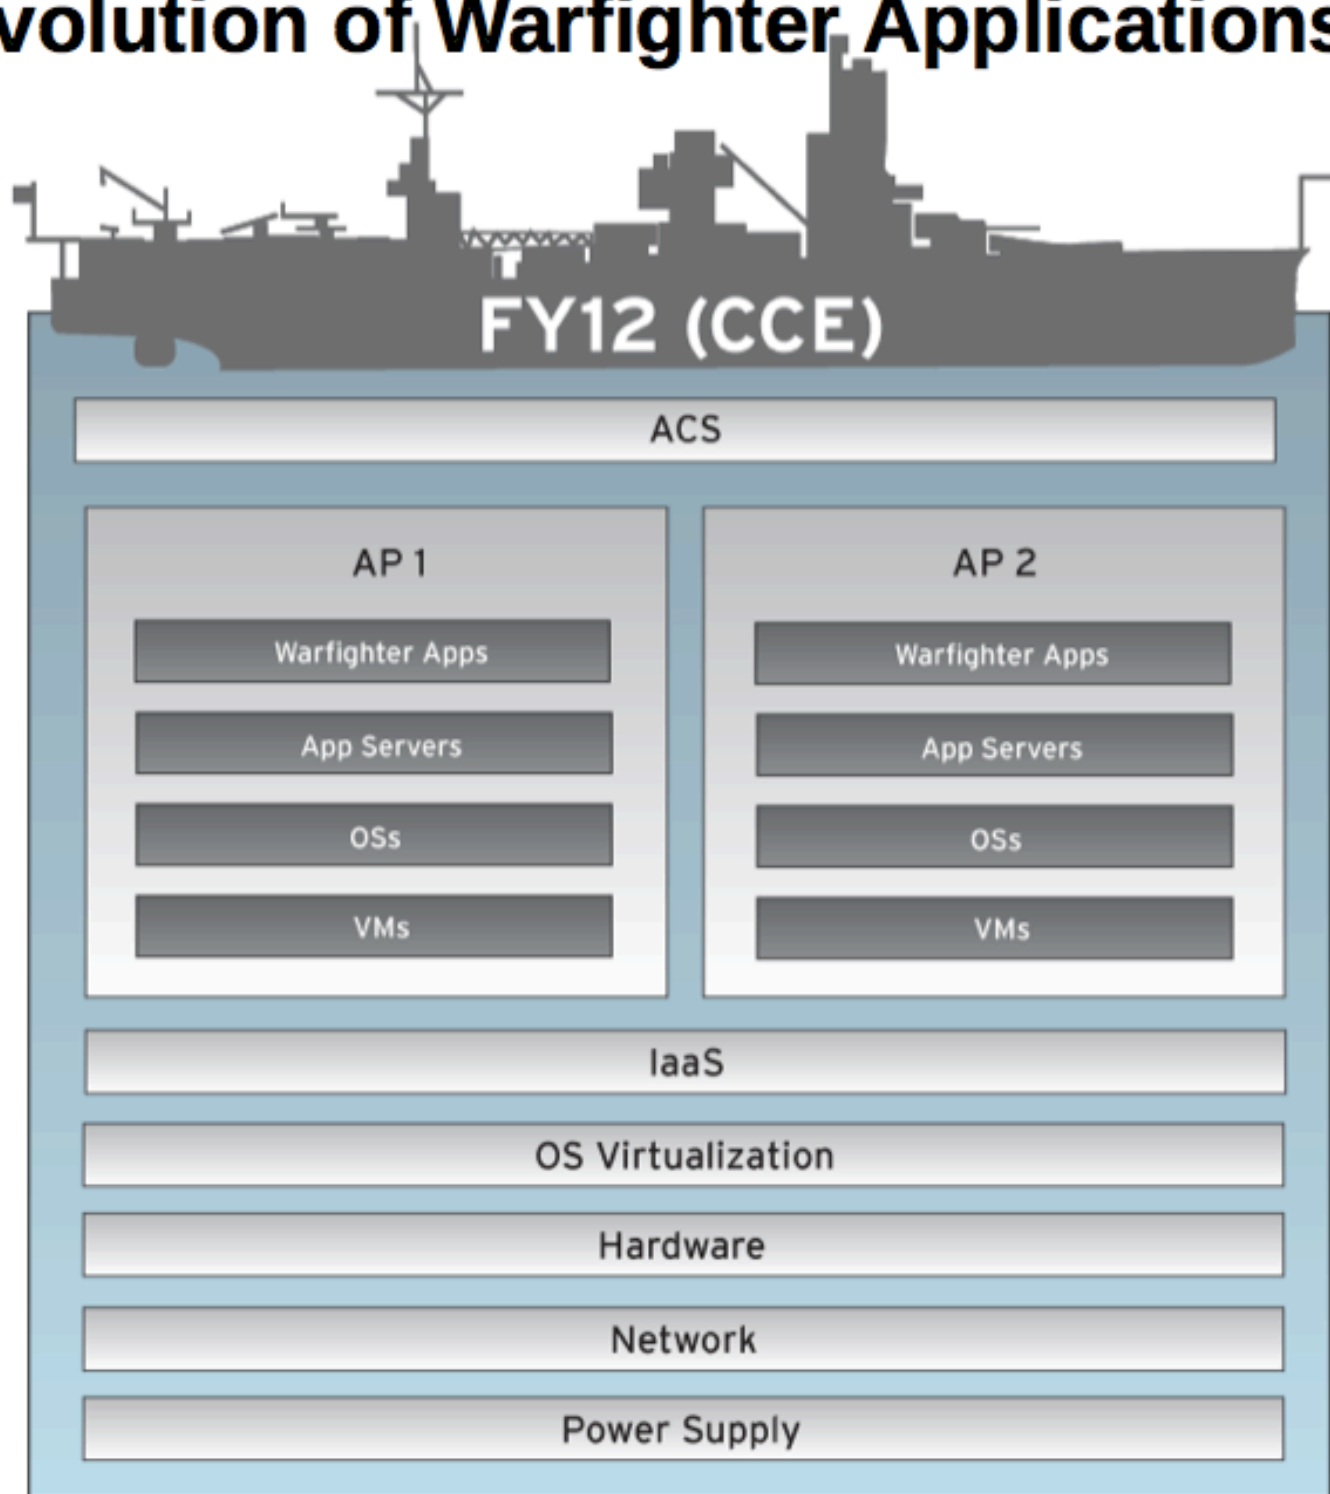 volution of Warfighter Applications
FY12 (CCE)
ACS
AP 1
Warfighter Apps
App Servers
OSs
VMs
AP 2
Warfighter Apps
App Servers
OSs
VMs
IaaS
OS Virtualization
Hardware
Network
Power Supply